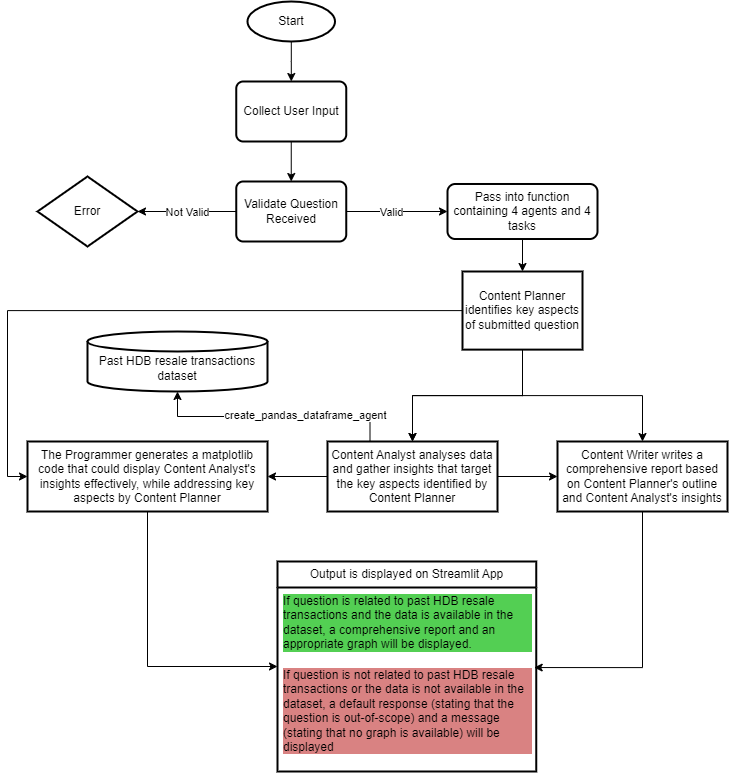 Start
Collect User Input
Validate Question
Received
Not Valid
Error
Valid
Pass into function
containing 4 agents and 4
tasks
Content Planner
identifies key aspects
of submitted question
Past HDB resale transactions
dataset
create_pandas_dataframe_agent
The Programmer generates a matplotlib
code that could display Content Analyst's
insights effectively, while addressing key
aspects by Content Planner
Content Analyst analyses data
and gather insights that target
the key aspects identified by
Content Planner
Content Writer writes a
comprehensive report based
on Content Planner's outline
and Content Analyst's insights
Output is displayed on Streamlit App
If question is related to past HDB resale
transactions and the data is available in the
dataset, a comprehensive report and an
appropriate graph will be displayed.
If question is not related to past HDB resale
transactions or the data is not available in the
dataset, a default response (stating that the
question is out-of-scope) and a message
(stating that no graph is available) will be
displayed